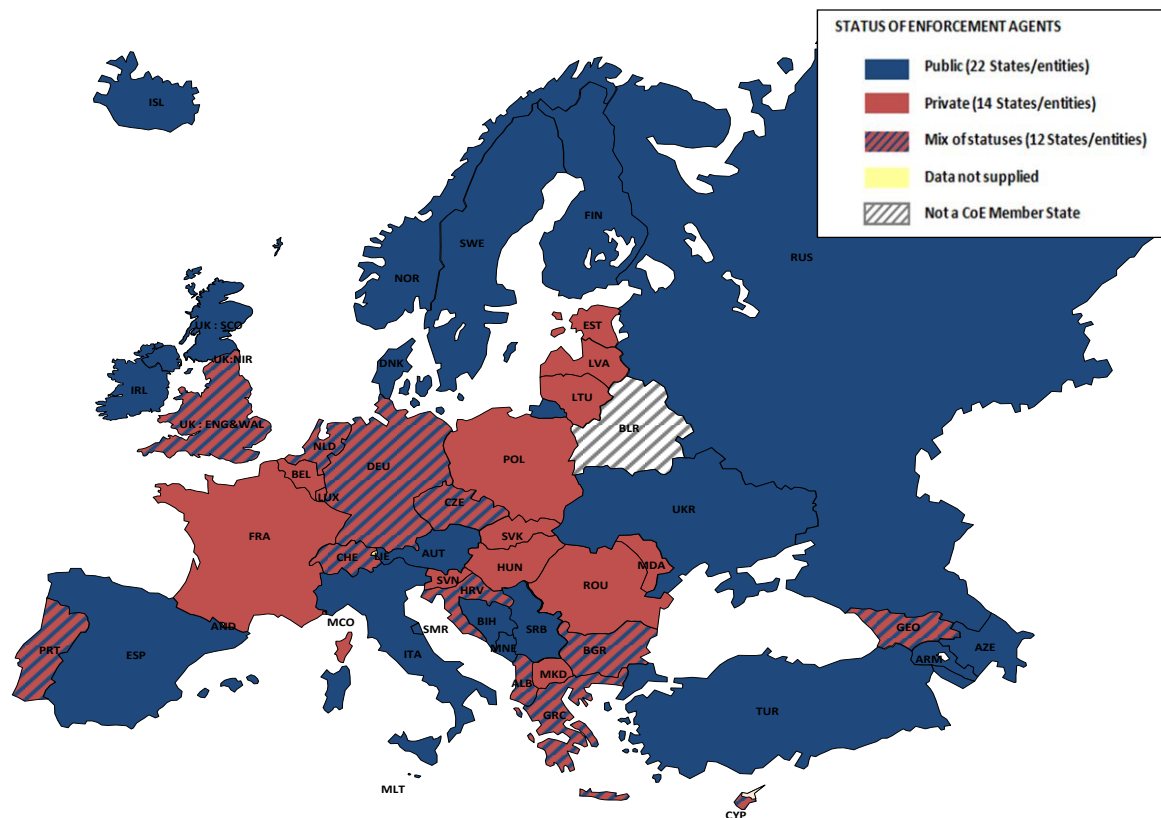 STATUS OF ENFORCEMENT AGENTS
Public (22 States/entities)
Private (14 States/entities)
Mix of statuses (12 States/entities)
Data not supplied
Not a CoE Member State
ISL
FIN
SWE
RUS
NOR
UK : SCO
EST
UK:NIR
DNK
LVA
IRL
LTU
UK : ENG&WAL
BLR
NLD
DEU
POL
BEL
LUX
CZE
UKR
FRA
SVK
CHE
LIE
AUT
HUN
MDA
SVN
ROU
HRV
MCO
AND
BIH
SMR
SRB
GEO
PRT
ESP
ITA
MNE
BGR
AZE
ARM
MKD
ALB
GRC
TUR
MLT
CYP